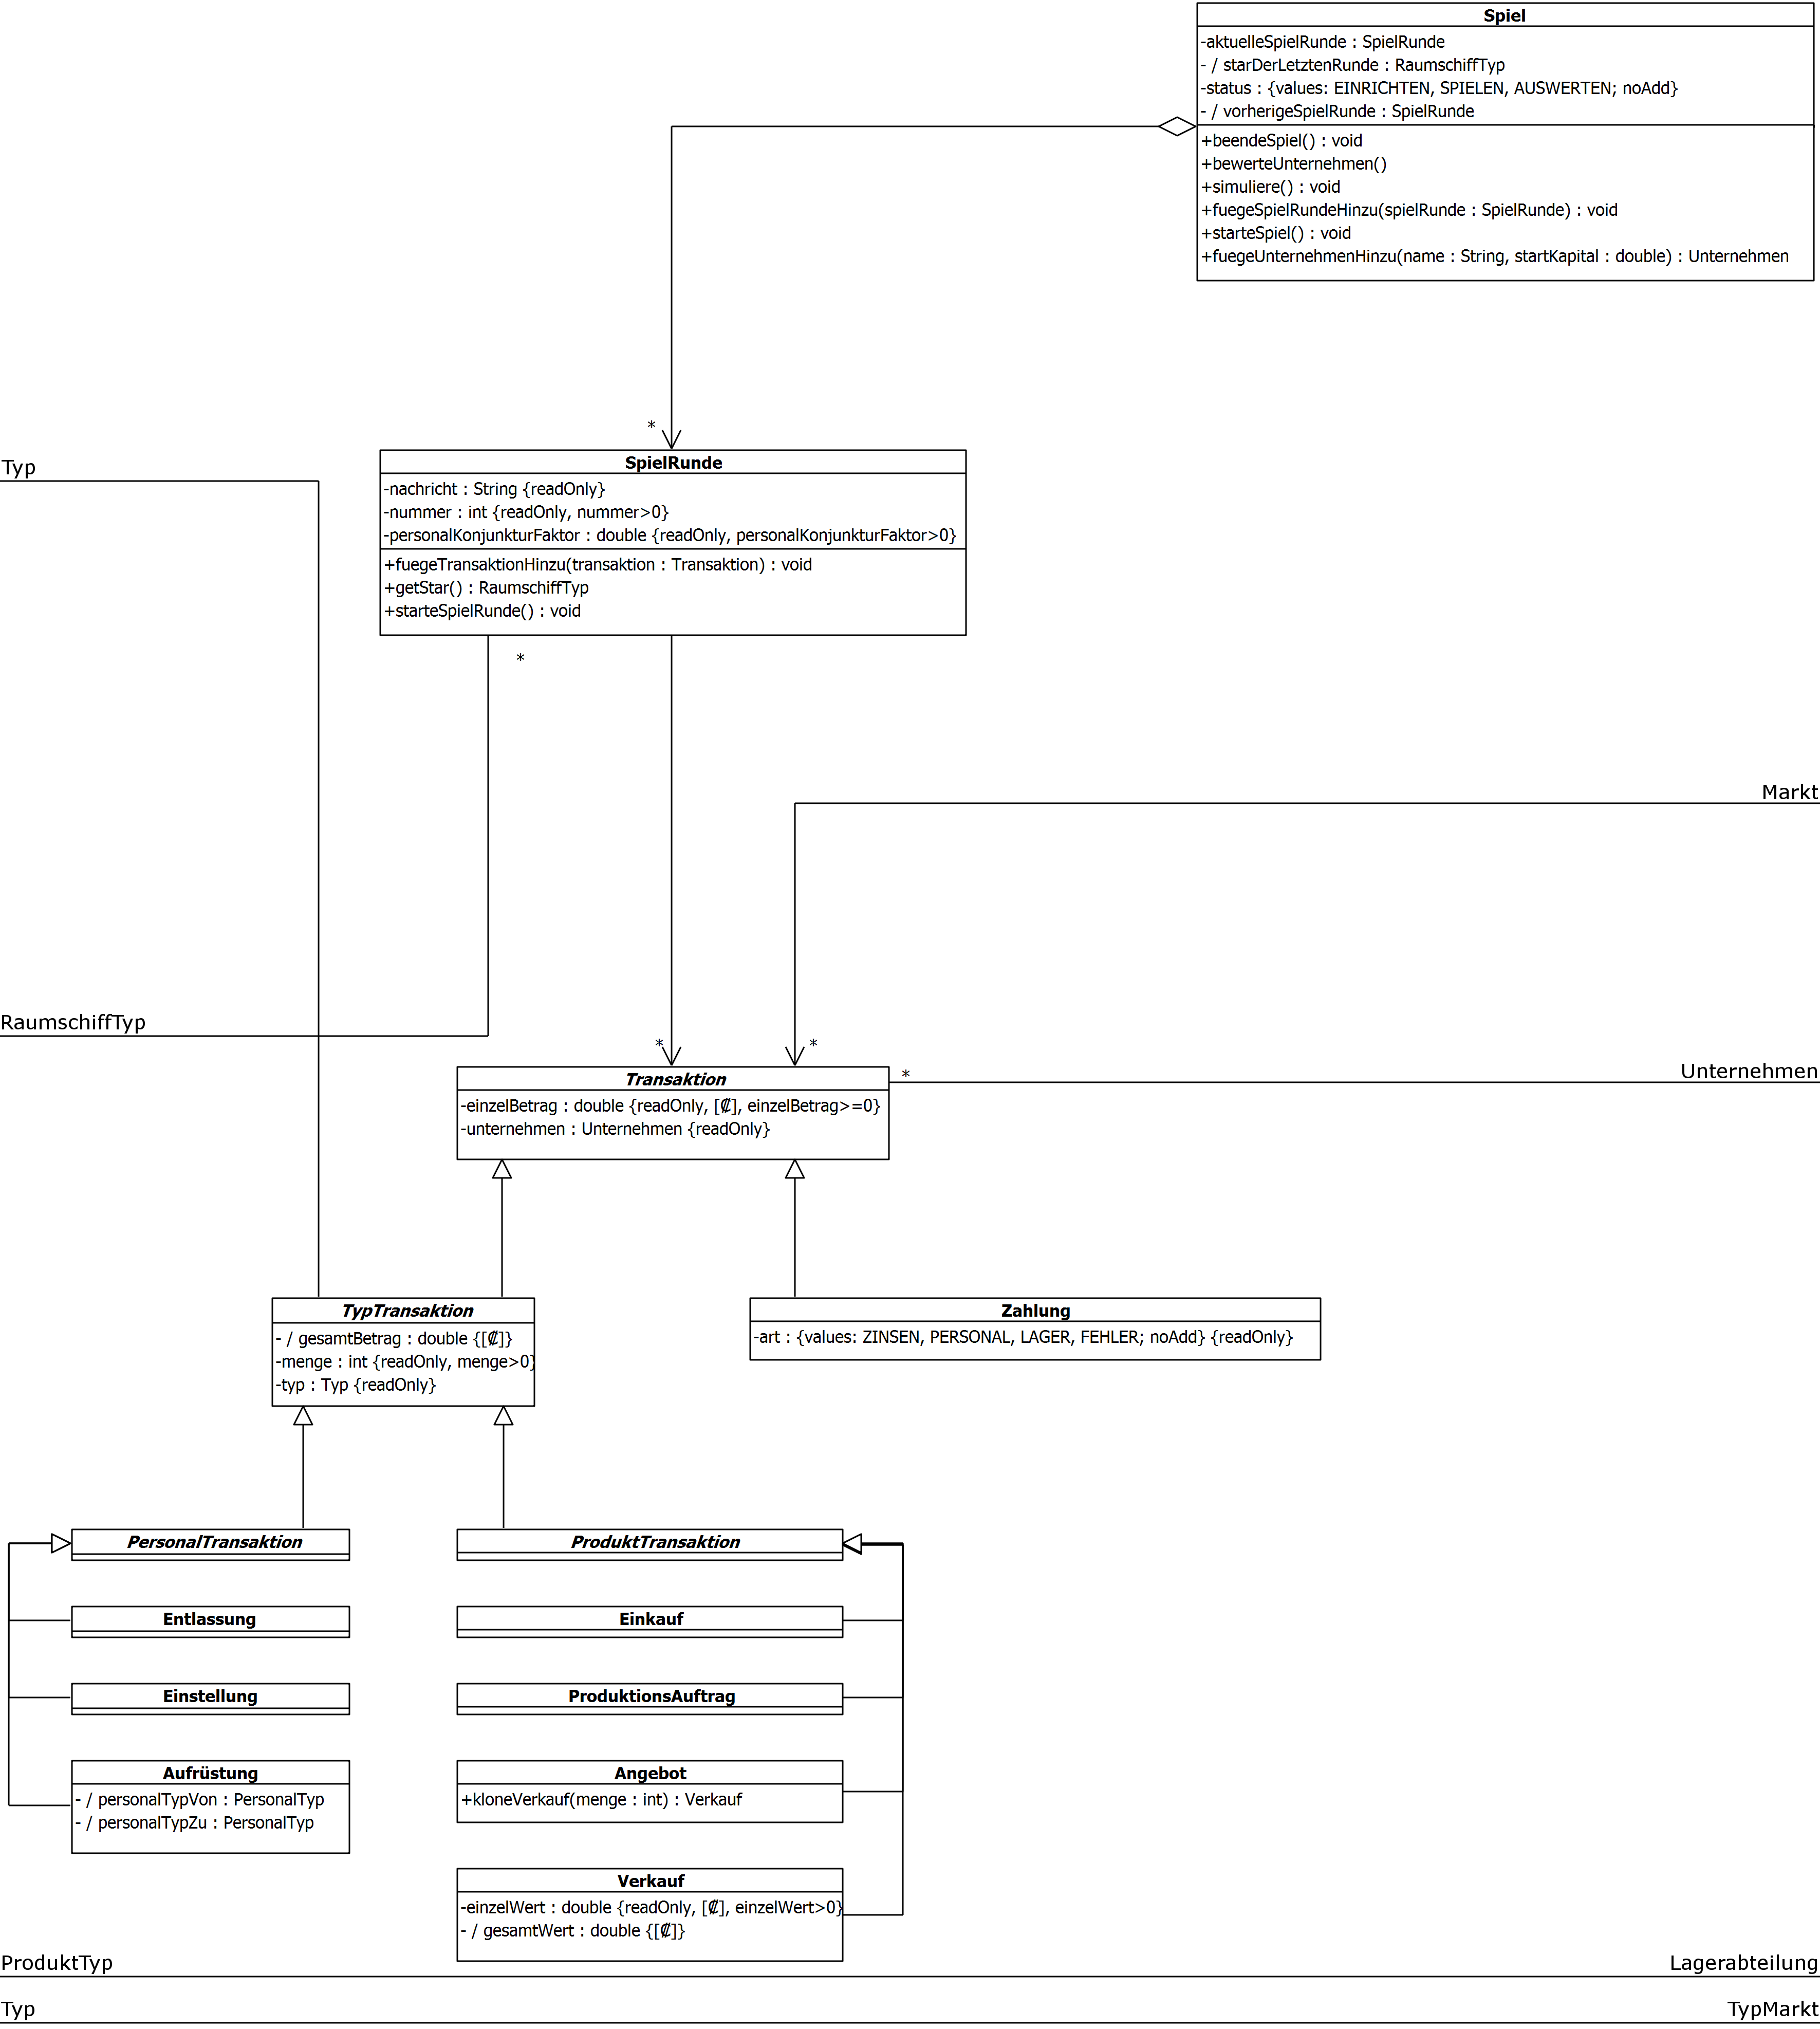 Spiel
-aktuelleSpielRunde : SpielRunde
- / starDerLetztenRunde : RaumschiffTyp
-status : {values: EINRICHTEN, SPIELEN, AUSWERTEN; noAdd}
- / vorherigeSpielRunde : SpielRunde
+beendeSpiel() : void
+bewerteUnternehmen()
+simuliere() : void
+fuegeSpielRundeHinzu(spielRunde : SpielRunde) : void
+starteSpiel() : void
+fuegeUnternehmenHinzu(name : String, startKapital : double) : Unternehmen
*
SpielRunde
-nachricht : String {readOnly}
-nummer : int {readOnly, nummer>0}
-personalKonjunkturFaktor : double {readOnly, personalKonjunkturFaktor>0}
+fuegeTransaktionHinzu(transaktion : Transaktion) : void
+getStar() : RaumschiffTyp
+starteSpielRunde() : void
Typ
*
Markt
RaumschiffTyp
*
*
Unternehmen
*
Transaktion
-einzelBetrag : double {readOnly, [₡], einzelBetrag>=0}
-unternehmen : Unternehmen {readOnly}
TypTransaktion
- / gesamtBetrag : double {[₡]}
-menge : int {readOnly, menge>0}
-typ : Typ {readOnly}
Zahlung
-art : {values: ZINSEN, PERSONAL, LAGER, FEHLER; noAdd} {readOnly}
PersonalTransaktion
ProduktTransaktion
Entlassung
Einkauf
Einstellung
ProduktionsAuftrag
Aufrüstung
- / personalTypVon : PersonalTyp
- / personalTypZu : PersonalTyp
Angebot
+kloneVerkauf(menge : int) : Verkauf
Verkauf
-einzelWert : double {readOnly, [₡], einzelWert>0}
- / gesamtWert : double {[₡]}
ProduktTyp
Lagerabteilung
Typ
TypMarkt